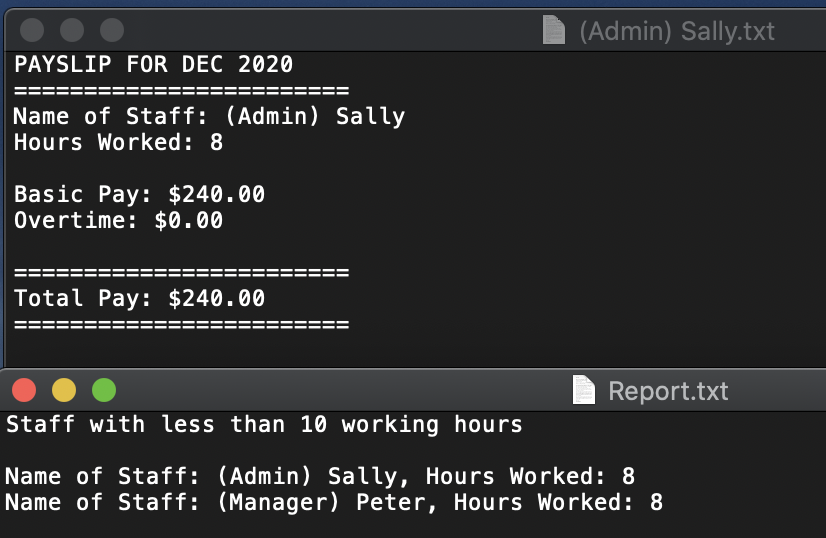 (Admin) Sally.txt
PAYSLIP FOR DEC 2020
========================
Name of Staff: (Admin) Sally
Hours Worked: 8
Basic Pay: $240.00
Overtime: $0.00
========================
Total Pay: $240.00
========================
Report.txt
Staff with less than 10 working hours
Name of Staff: (Admin) Sally, Hours Worked: 8
Name of Staff: (Manager) Peter, Hours Worked: 8